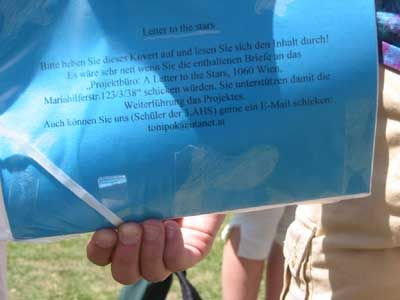 Letter to the stars
Bitte heben Sie dieses Kovert auf und lesen Sie sich den Inhalt durch!
Es wäre sehr nett wenn Sie die enthaltenen Briefe an das
„Projektbüro: A Letter to the Stars, 1060 Wien,
Mariahilferstr.123/3/38“ schicken würden. Sie unterstützen damit die
Weiterführung des Projektes.
Auch können Sie uns (Schüler der 3.AHS) gerne ein E-Mail schicken: